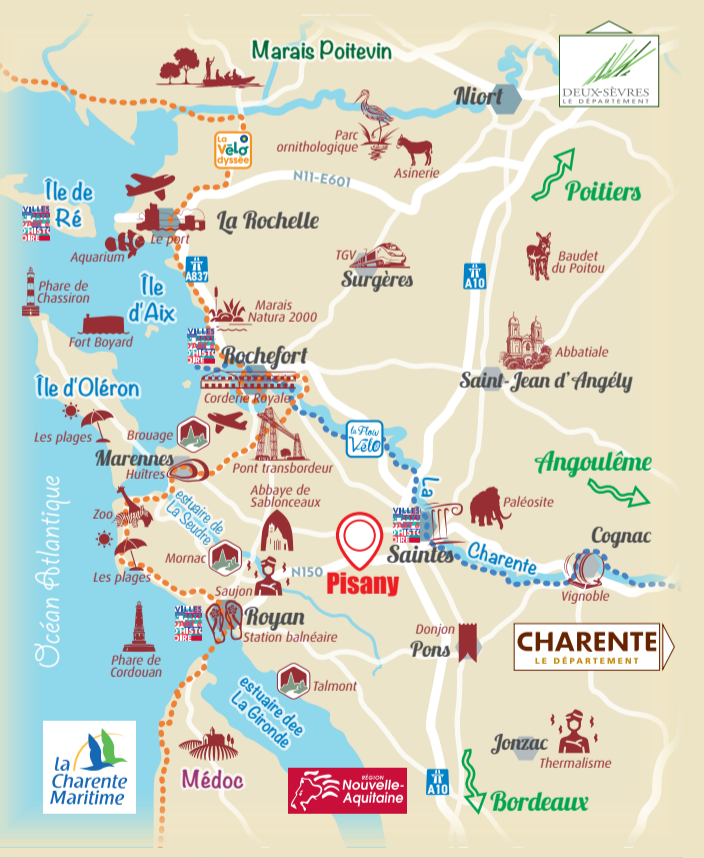 Marais Poitevin
DEUX-SÈVRES
LE DÉPARTEMENT
Niort
Parc
ornithologique
Asinerie
La
Vélo
dyssée
N11-E601
Poitiers
Île de
Ré
VILLES
La Rochelle
Le port
Aquarium
TGV
Surgères
A837
A10
Baudet
du Poitou
Phare de
Chassiron
Île
d'Aix
Marais
Natura 2000
Fort Boyard
VILLES
Rochefort
Abbatiale
Saint-Jean d'Angély
Île d'Oléron
Corderie Royale
Les plages
Brouage
la Flow
Vélo
Marennes
Huîtres
Pont transbordeur
Angoulême
Zoo
estuaire de
La Seudre
Abbaye de
Sablonceaux
La
Charente
VILLES
Paléosite
Océan Atlantique
Saintes
Cognac
Mornac
Les plages
Pisany
Saujon
N150
Vignoble
VILLES
Royan
Station balnéaire
Donjon
Pons
CHARENTE
LE DÉPARTEMENT
Phare de
Cordouan
Talmont
estuaire dee
La Gironde
La
Charente
Maritime
Médoc
RÉGION
Nouvelle-
Aquitaine
Jonzac
Thermalisme
A10
Bordeaux